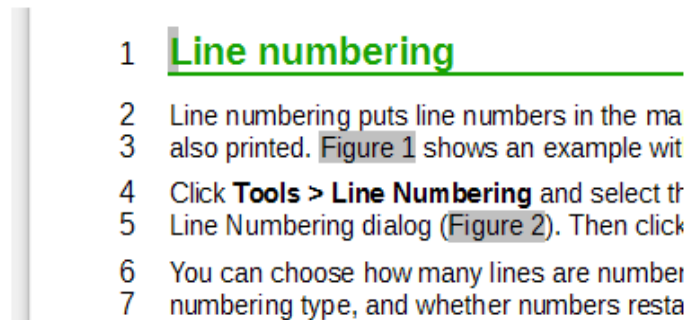 1 Line numbering
2 Line numbering puts line numbers in the
3 also printed. Figure 1 shows an example
4 Click Tools > Line Numbering and select
5 Line Numbering dialog (Figure 2). Then click
6 You can choose how many lines are
7 numbering type, and whether numbers